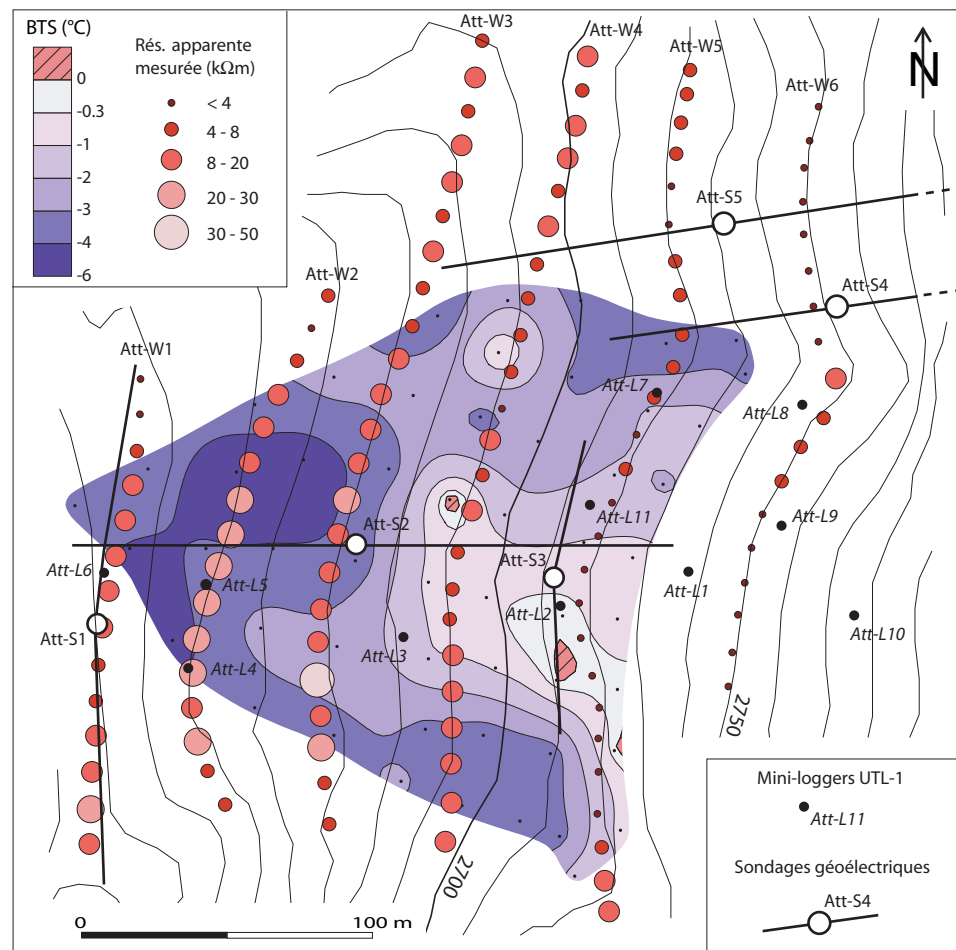 BTS (°C)
0
-0.3
-1
-2
-3
-4
-6
Rés. apparente
mesurée (kΩm)
< 4
4 - 8
8 - 20
20 - 30
30 - 50
Att-W3
Att-W4
Att-W5
Att-W6
N
Att-S5
Att-W2
Att-S4
Att-W1
Att-L7
Att-L8
Att-L11
Att-S2
Att-L9
Att-S3
Att-L6
Att-L5
Att-L1
Att-L2
Att-L10
Att-S1
Att-L3
Att-L4
2750
2700
0
100 m
Mini-loggers UTL-1
Att-L11
Sondages géoélectriques
Att-S4